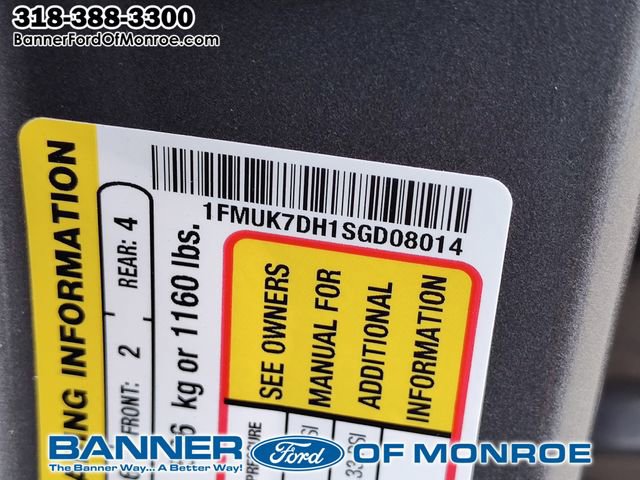 318-388-3300
BannerFordOfMonroe.com
1FMUK7DH1SGD08014
INFORMATION
FRONT: 2 REAR: 4
kg or 1160 lbs.
SEE OWNERS
MANUAL FOR
ADDITIONAL
INFORMATION
BANNER Ford OF MONROE
The Banner Way... A Better Way!